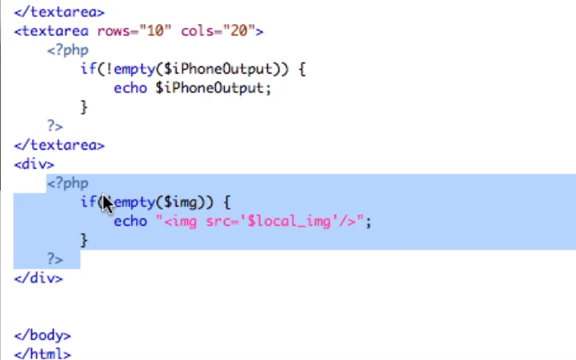 </textarea>
<textarea rows="10" cols="20">
<?php
if(!empty($iPhoneOutput)) {
echo $iPhoneOutput;
}
?>
</textarea>
<div>
<?php
if(!empty($img)) {
echo "<img src='$local_img'/>";
}
?>
</div>
</body>
</html>